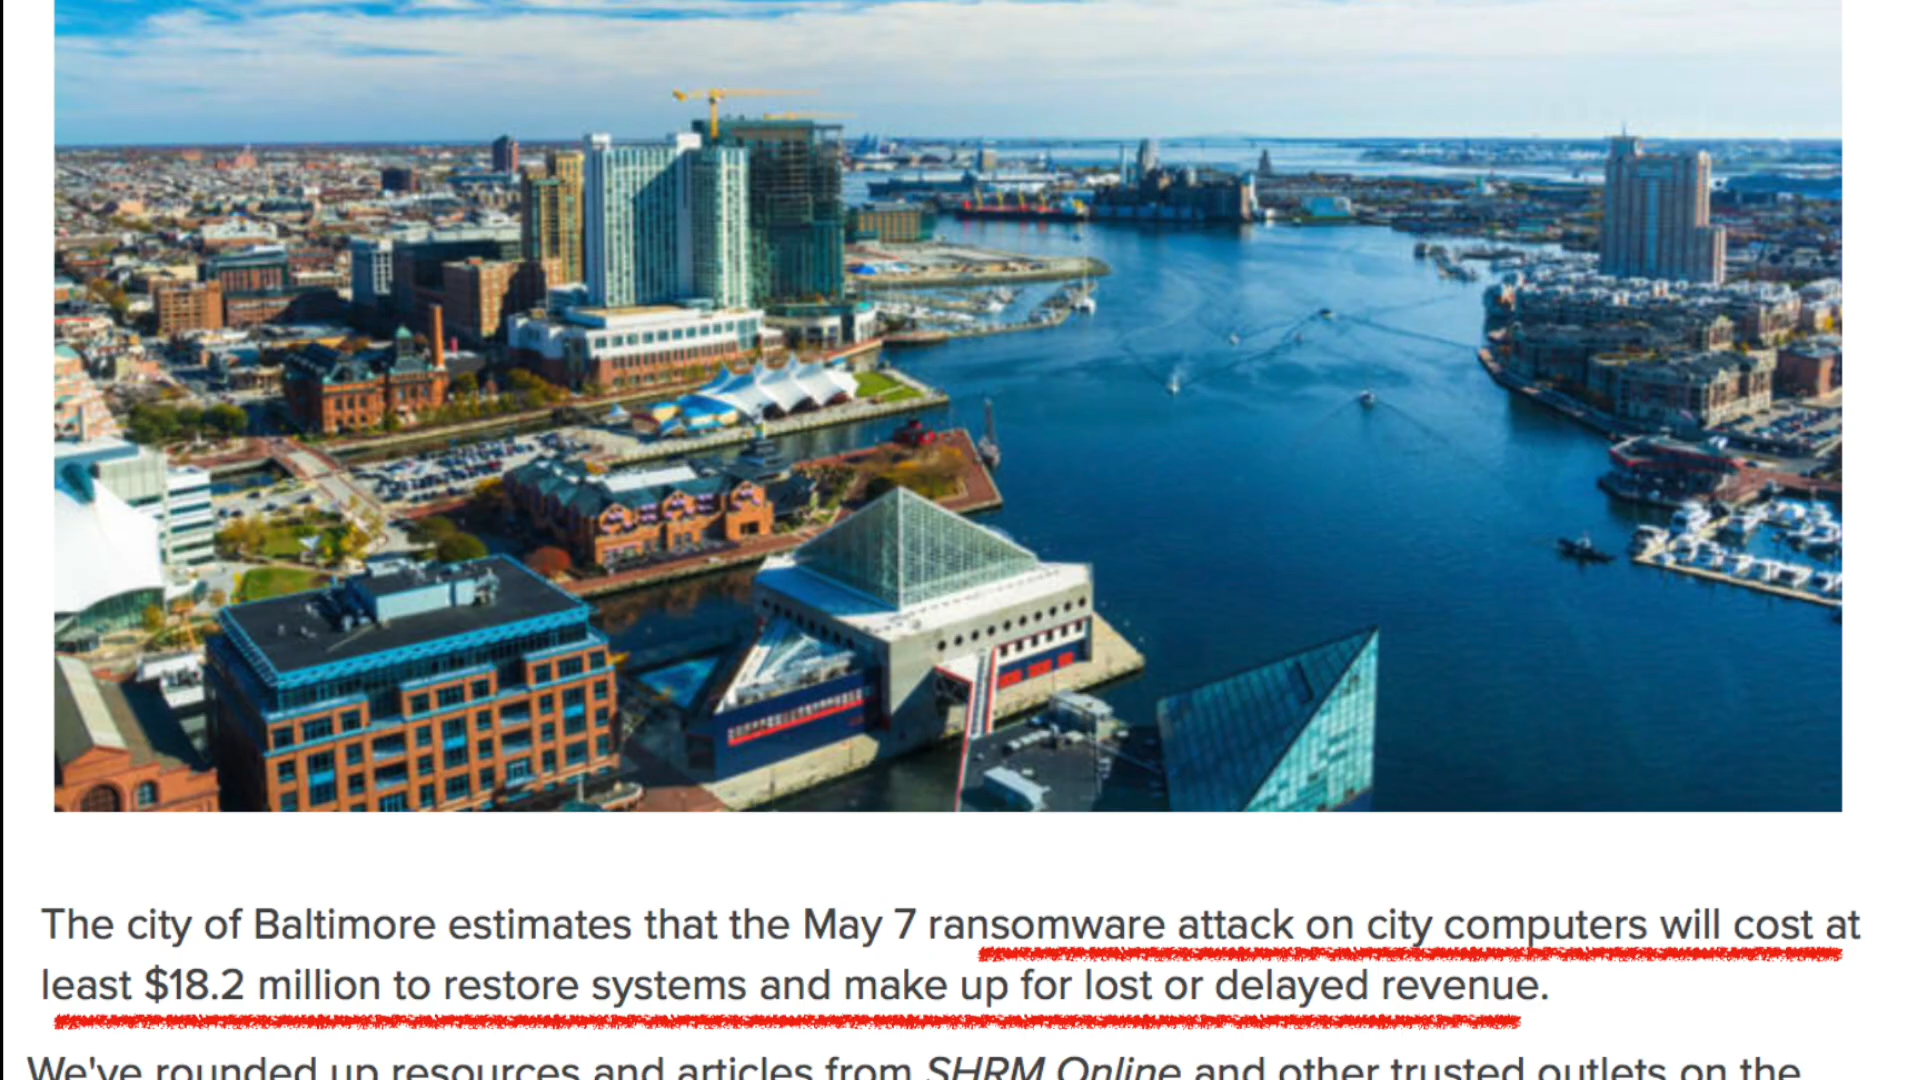 The city of Baltimore estimates that the May 7 ransomware attack on city computers will cost at
least $18.2 million to restore systems and make up for lost or delayed revenue.
We've rounded up resources and articles from SHRM Online and other trusted outlets on the